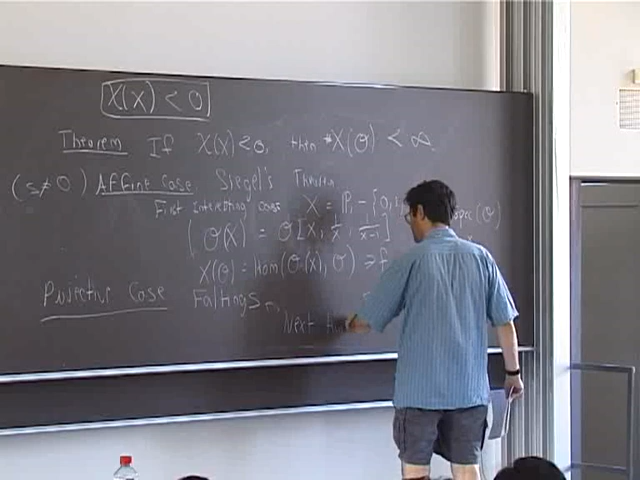 X(X) < 0
Theorem If X(X) < 0, then #X(O) < ∞.
(s≠0) Affine Case Siegel's Theorem
First Interesting case X = P₁ - {0,1,
Spec(O)
(O(X) = O[X, 1/X, 1/X-1]
X(O) = Hom(O(X), O) ∋ f
Projective Case Faltings
Next